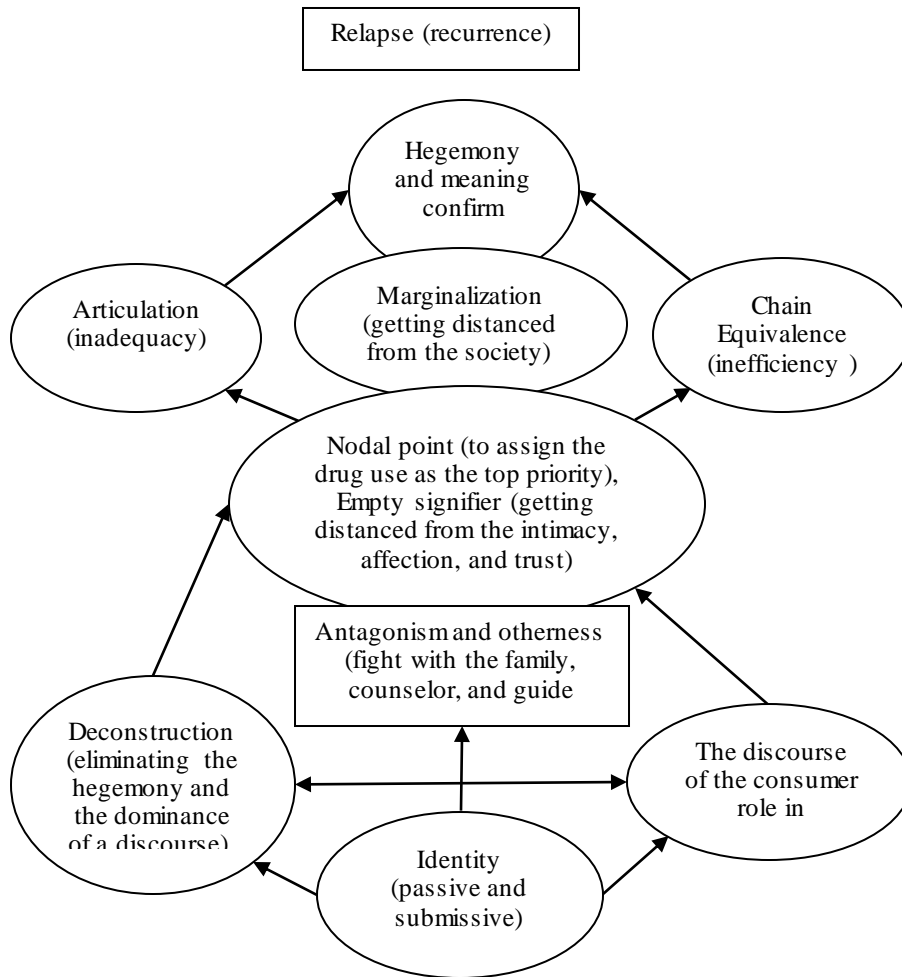 Relapse (recurrence)
Hegemony
and meaning
confirm
Articulation
(inadequacy)
Marginalization
(getting distanced
from the society)
Chain
Equivalence
(inefficiency )
Nodal point (to assign the
drug use as the top priority),
Empty signifier (getting
distanced from the intimacy,
affection, and trust)
Antagonism and otherness
(fight with the family,
counselor, and guide
Deconstruction
(eliminating the
hegemony and
the dominance
of a discourse)
The discourse
of the consumer
role in
Identity
(passive and
submissive)